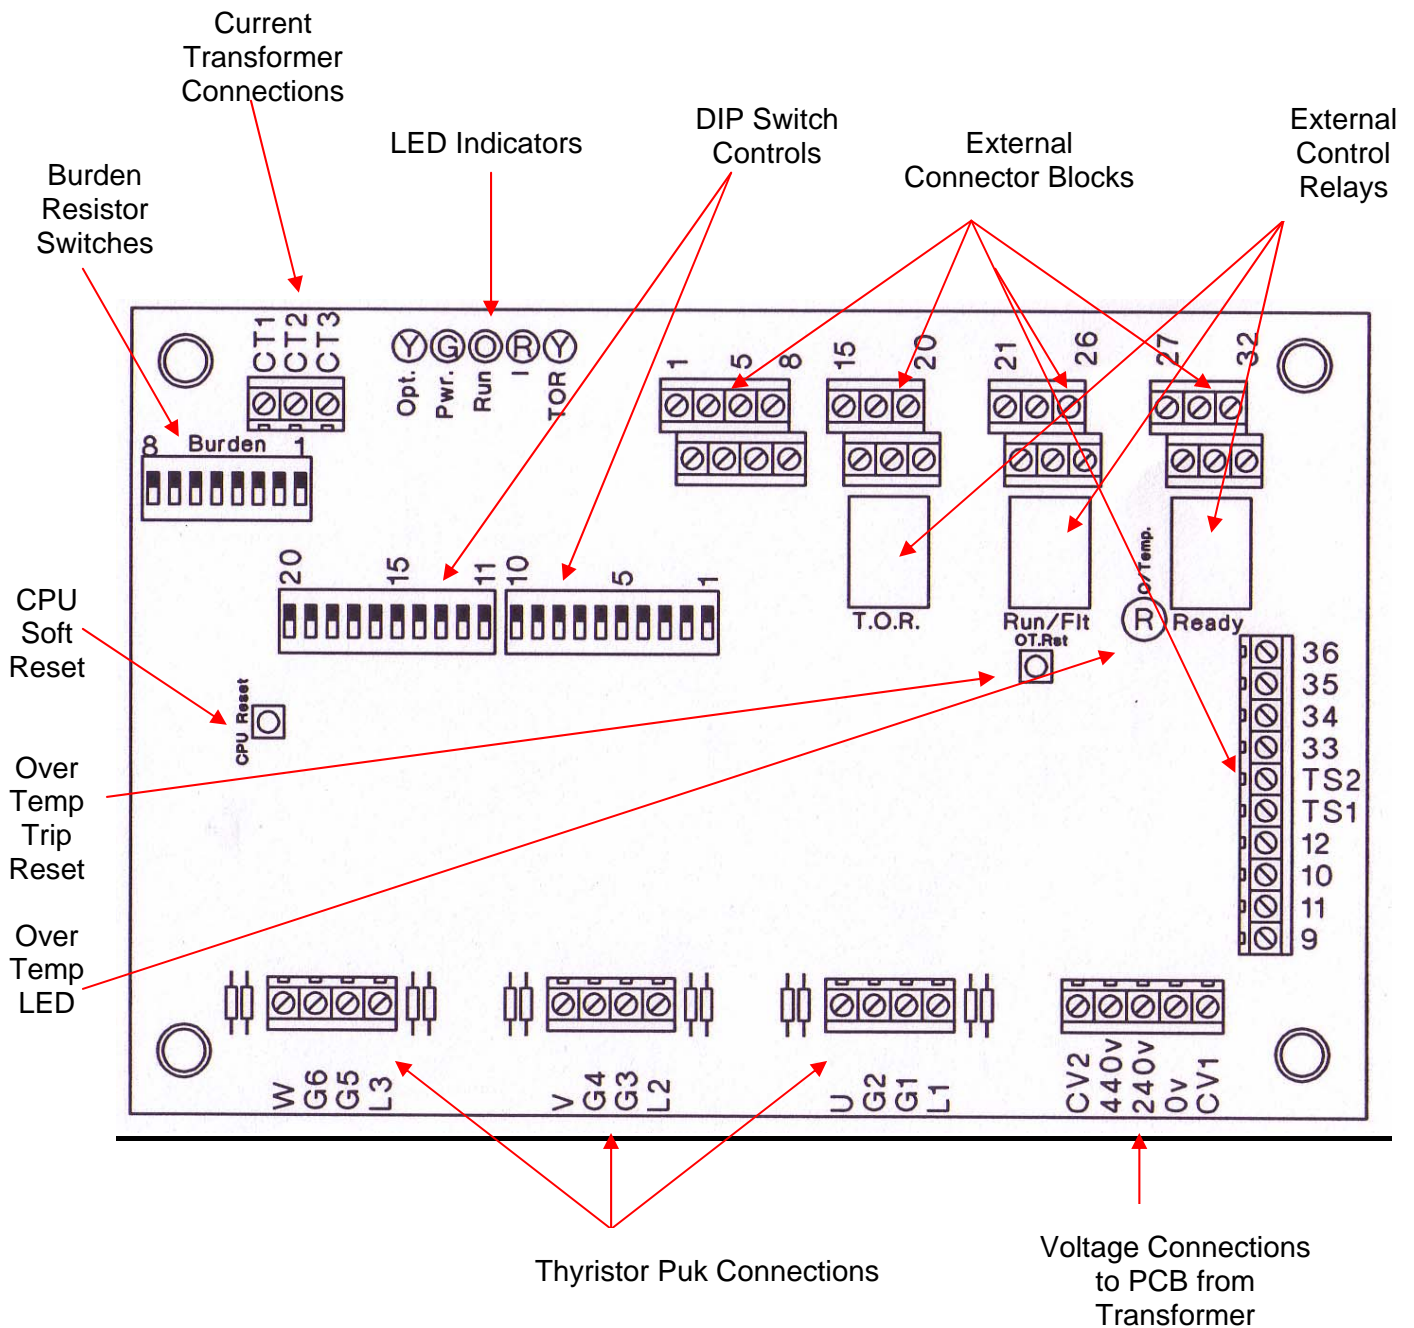 Current
Transformer
Connections
LED Indicators
DIP Switch
Controls
External
Connector Blocks
External
Control
Relays
Burden
Resistor
Switches
CT1
CT2
CT3
Y G O R Y
Opt.
Pwr.
Run
I
TOR
1 5 8
15 20
21 26
27 32
8 Burden 1
20 15 11
10 5 1
T.O.R.
Run/Flt
OT.Rst
O/Temp.
R
Ready
CPU
Soft
Reset
CPU Reset
36
35
34
33
TS2
TS1
12
10
11
9
Over
Temp
Trip
Reset
Over
Temp
LED
W
G6
G5
L3
V
G4
G3
L2
U
G2
G1
L1
CV2
440v
240v
0v
CV1
Thyristor Puk Connections
Voltage Connections
to PCB from
Transformer